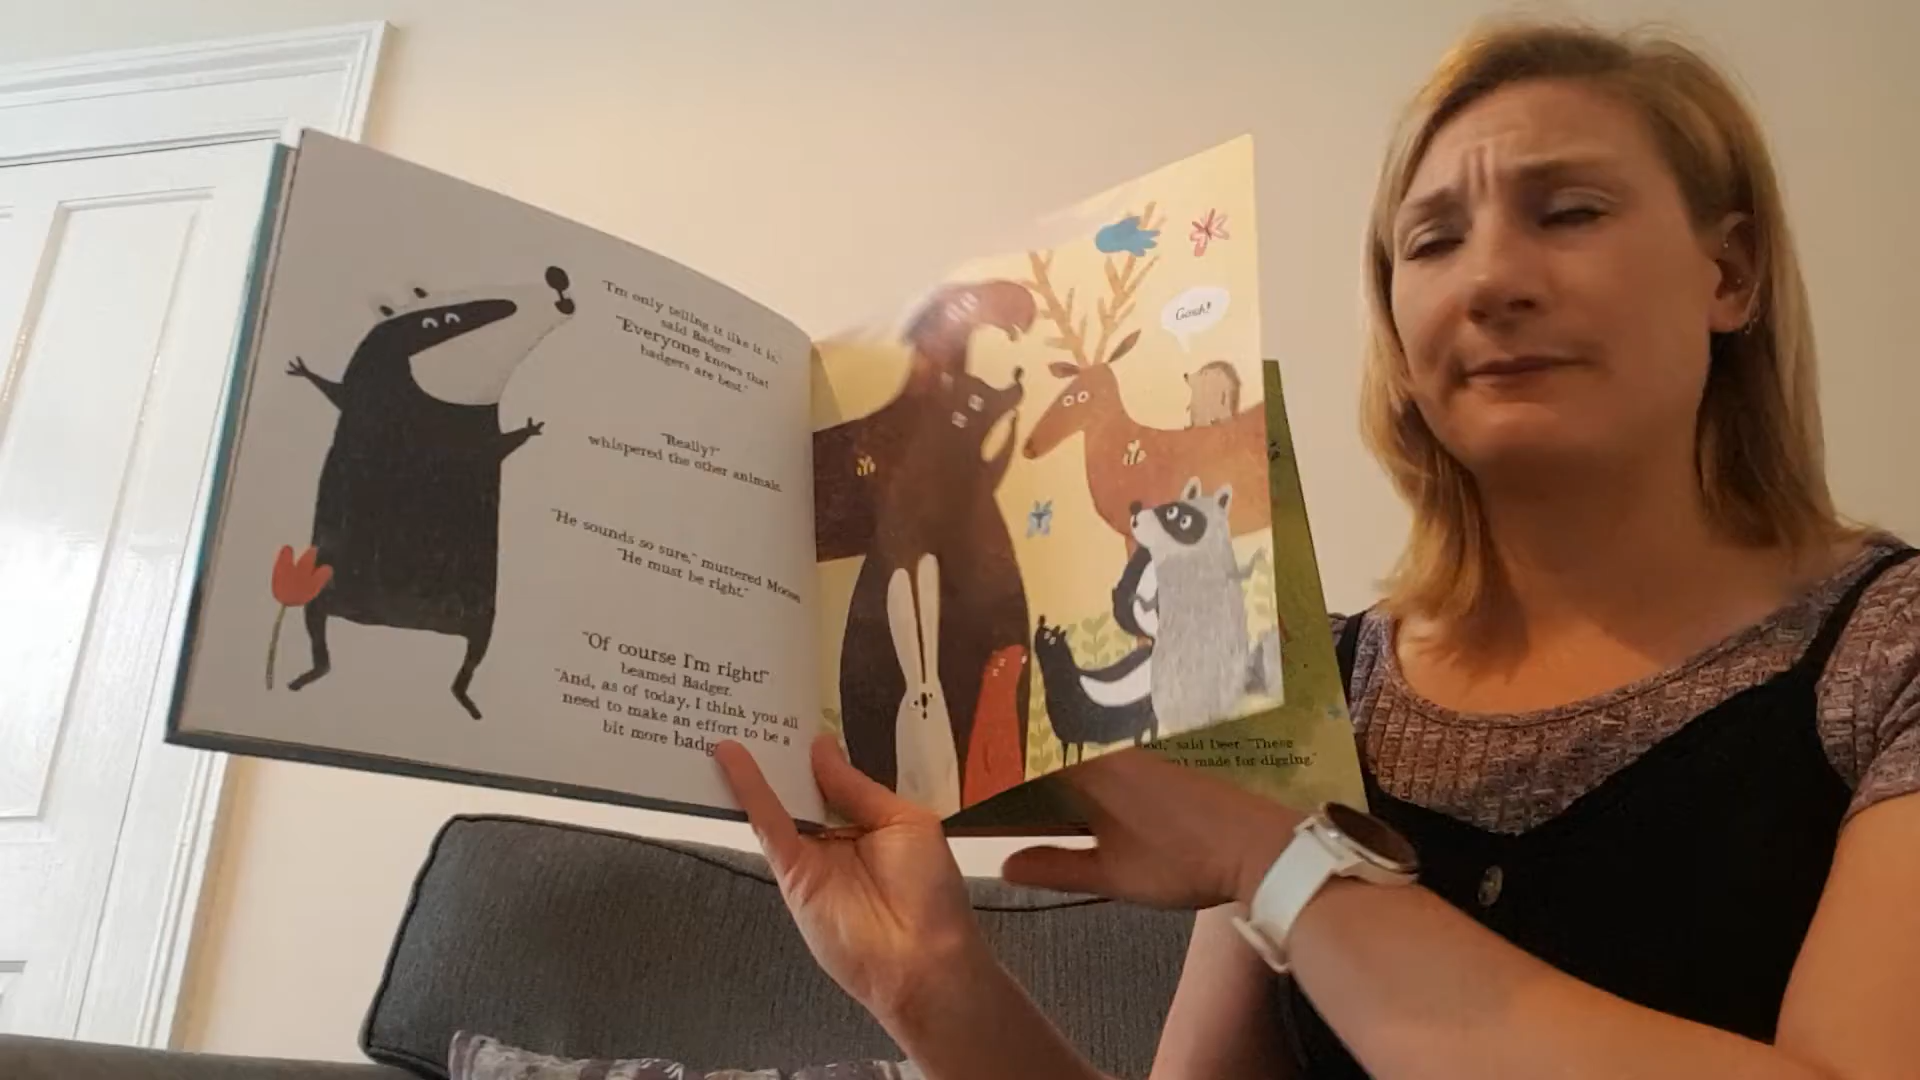 "I'm only telling it like it is,"
said Badger.
"Everyone knows that
badgers are best."
"Really?"
whispered the other animals.
"He sounds so sure," muttered Moose.
"He must be right."
"Of course I'm right!"
beamed Badger.
"And, as of today, I think you all
need to make an effort to be a
bit more badg
Gosh!
said Deer. "These
made for digging."